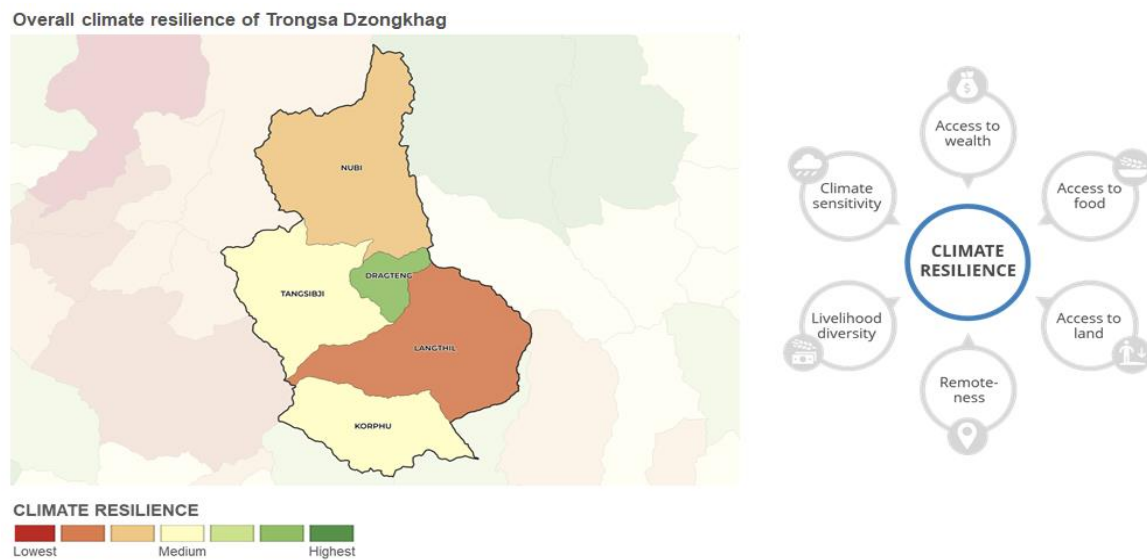 Overall climate resilience of Trongsa Dzongkhag
NUBI
DRAGTENG
TANGSIBJI
LANGTHIL
KORPHU
CLIMATE RESILIENCE
Lowest
Medium
Highest
Access to
wealth
Climate
sensitivity
Access to
food
CLIMATE
RESILIENCE
Livelihood
diversity
Access to
land
Remote-
ness
$